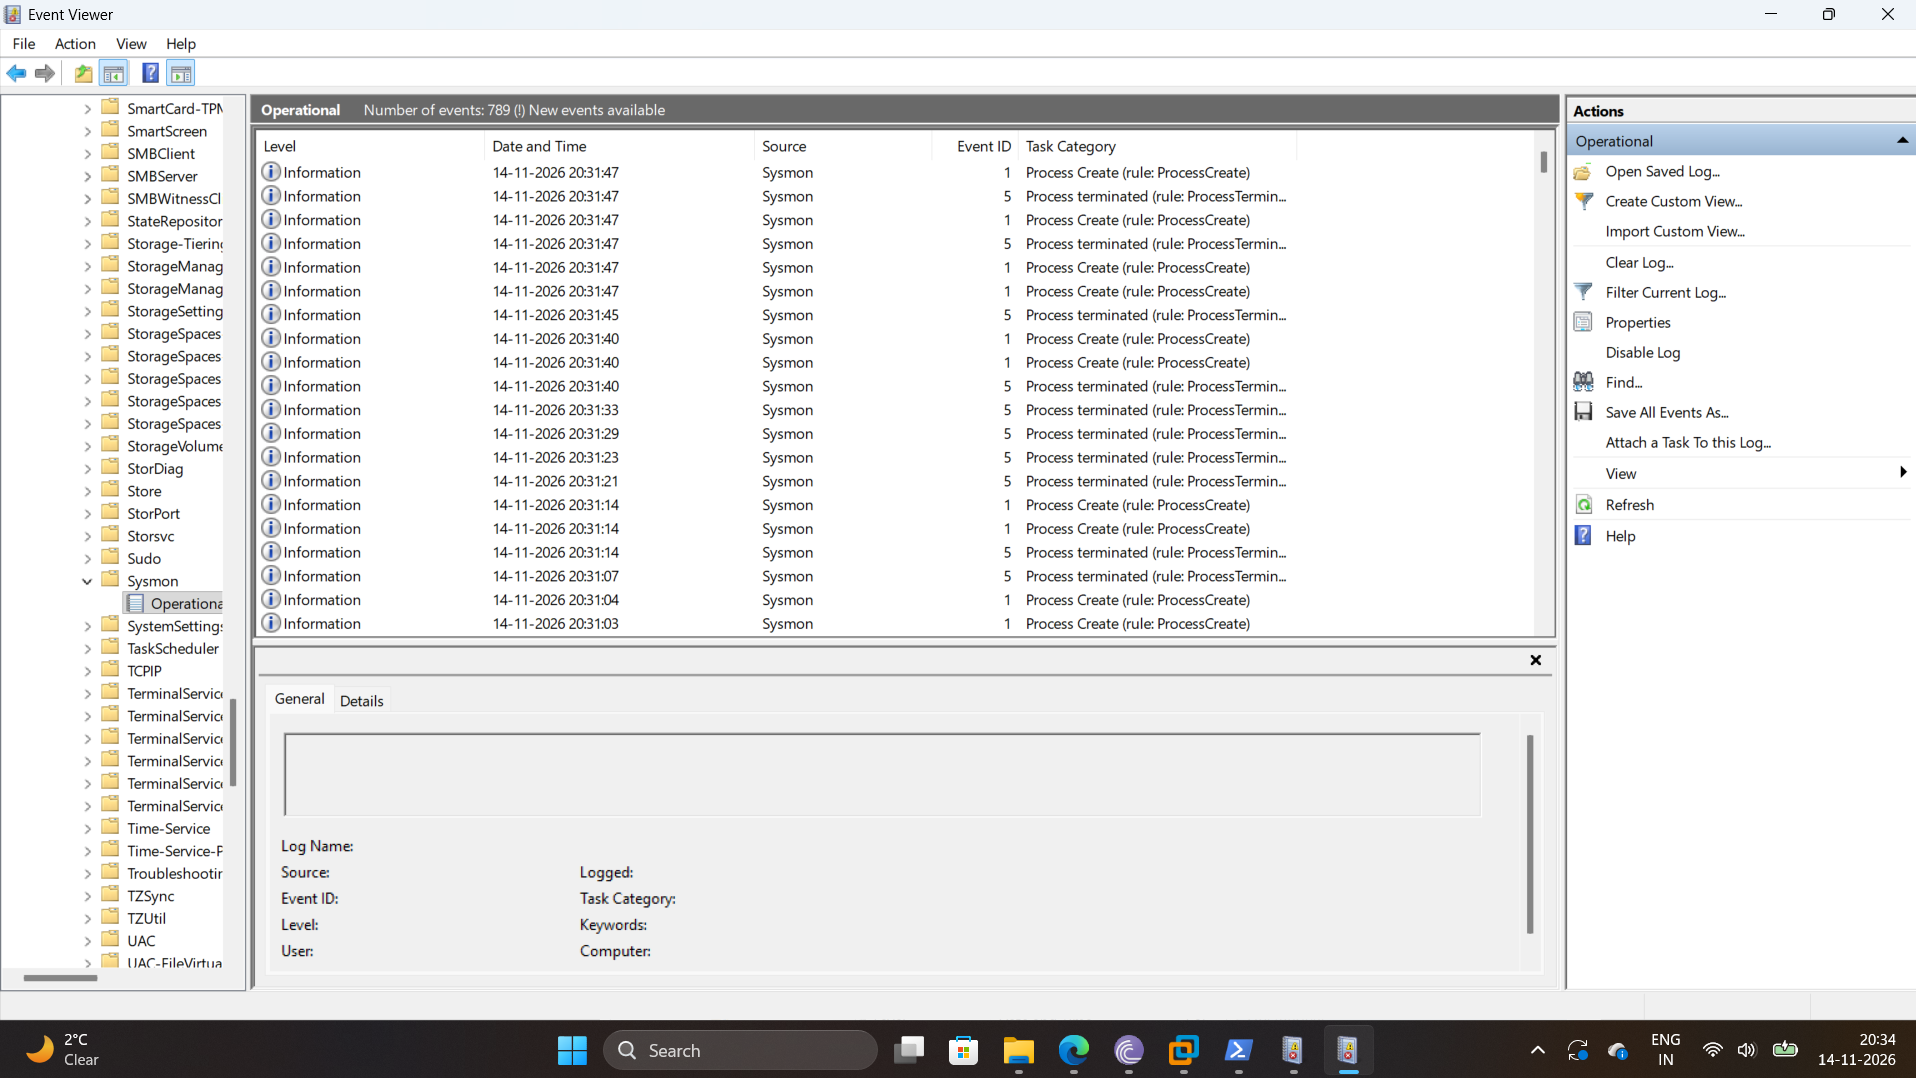 Event Viewer
File Action View Help
SmartCard-TPM
SmartScreen
SMBClient
SMBServer
SMBWitnessCl
StateRepositor
Storage-Tiering
StorageManag
StorageManag
StorageSetting
StorageSpaces
StorageSpaces
StorageSpaces
StorageSpaces
StorageSpaces
StorageVolume
StorDiag
Store
StorPort
Storsvc
Sudo
Sysmon
Operationa
SystemSettings
TaskScheduler
TCPIP
TerminalServic
TerminalServic
TerminalServic
TerminalServic
TerminalServic
TerminalServic
Time-Service
Time-Service-P
Troubleshootin
TZSync
TZUtil
UAC
UAC-FileVirtua
Operational Number of events: 789 (!) New events available
Level Date and Time Source Event ID Task Category
Information 14-11-2026 20:31:47 Sysmon 1 Process Create (rule: ProcessCreate)
Information 14-11-2026 20:31:47 Sysmon 5 Process terminated (rule: ProcessTermin...
Information 14-11-2026 20:31:47 Sysmon 1 Process Create (rule: ProcessCreate)
Information 14-11-2026 20:31:47 Sysmon 5 Process terminated (rule: ProcessTermin...
Information 14-11-2026 20:31:47 Sysmon 1 Process Create (rule: ProcessCreate)
Information 14-11-2026 20:31:47 Sysmon 1 Process Create (rule: ProcessCreate)
Information 14-11-2026 20:31:45 Sysmon 5 Process terminated (rule: ProcessTermin...
Information 14-11-2026 20:31:40 Sysmon 1 Process Create (rule: ProcessCreate)
Information 14-11-2026 20:31:40 Sysmon 1 Process Create (rule: ProcessCreate)
Information 14-11-2026 20:31:40 Sysmon 5 Process terminated (rule: ProcessTermin...
Information 14-11-2026 20:31:33 Sysmon 5 Process terminated (rule: ProcessTermin...
Information 14-11-2026 20:31:29 Sysmon 5 Process terminated (rule: ProcessTermin...
Information 14-11-2026 20:31:23 Sysmon 5 Process terminated (rule: ProcessTermin...
Information 14-11-2026 20:31:21 Sysmon 5 Process terminated (rule: ProcessTermin...
Information 14-11-2026 20:31:14 Sysmon 1 Process Create (rule: ProcessCreate)
Information 14-11-2026 20:31:14 Sysmon 1 Process Create (rule: ProcessCreate)
Information 14-11-2026 20:31:14 Sysmon 5 Process terminated (rule: ProcessTermin...
Information 14-11-2026 20:31:07 Sysmon 5 Process terminated (rule: ProcessTermin...
Information 14-11-2026 20:31:04 Sysmon 1 Process Create (rule: ProcessCreate)
Information 14-11-2026 20:31:03 Sysmon 1 Process Create (rule: ProcessCreate)
General Details
Log Name:
Source: Logged:
Event ID: Task Category:
Level: Keywords:
User: Computer:
Actions
Operational
Open Saved Log...
Create Custom View...
Import Custom View...
Clear Log...
Filter Current Log...
Properties
Disable Log
Find...
Save All Events As...
Attach a Task To this Log...
View
Refresh
Help
2°C
Clear
Search
ENG
IN
20:34
14-11-2026